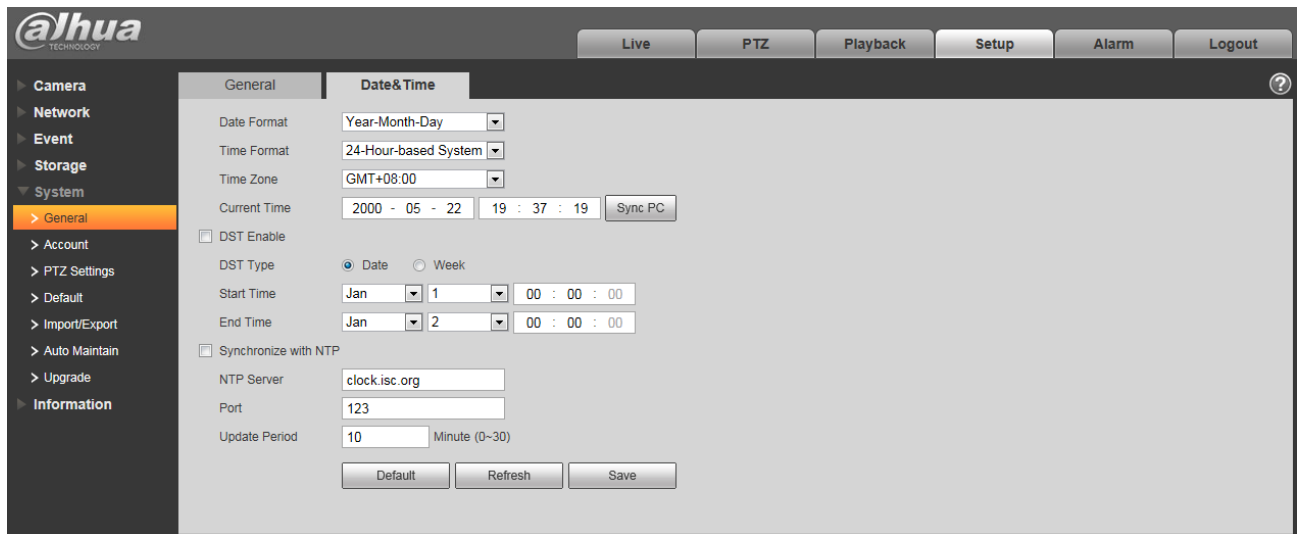 alhua
TECHNOLOGY
Live PTZ Playback Setup Alarm Logout
Camera
Network
Event
Storage
System
> General
> Account
> PTZ Settings
> Default
> Import/Export
> Auto Maintain
> Upgrade
Information
General Date&Time ?
Date Format Year-Month-Day
Time Format 24-Hour-based System
Time Zone GMT+08:00
Current Time 2000 - 05 - 22 19 : 37 : 19 Sync PC
DST Enable
DST Type Date Week
Start Time Jan 1 00 : 00 : 00
End Time Jan 2 00 : 00 : 00
Synchronize with NTP
NTP Server clock.isc.org
Port 123
Update Period 10 Minute (0~30)
Default Refresh Save